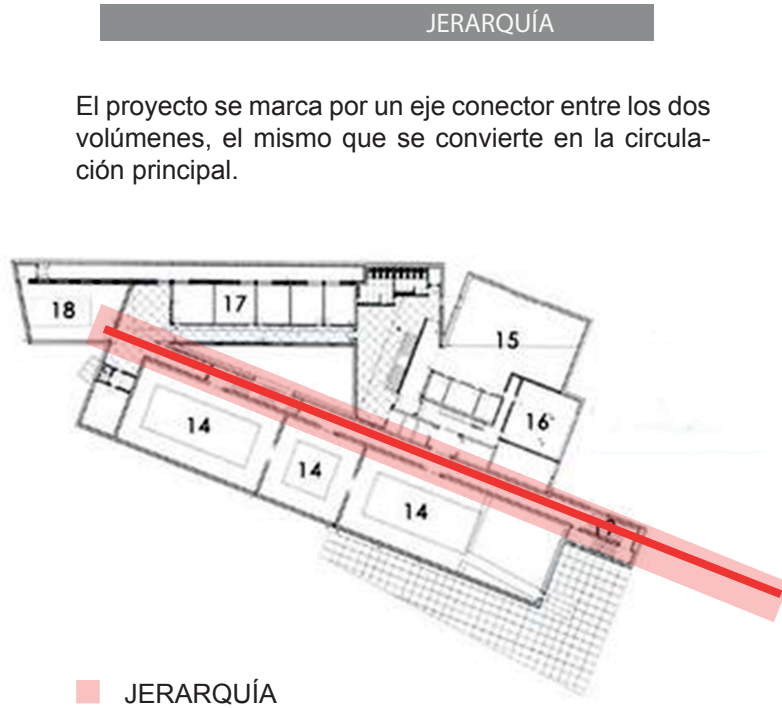 JERARQUÍA
El proyecto se marca por un eje conector entre los dos
volúmenes, el mismo que se convierte en la circula-
ción principal.
18
17
15
16
14
14
14
JERARQUÍA